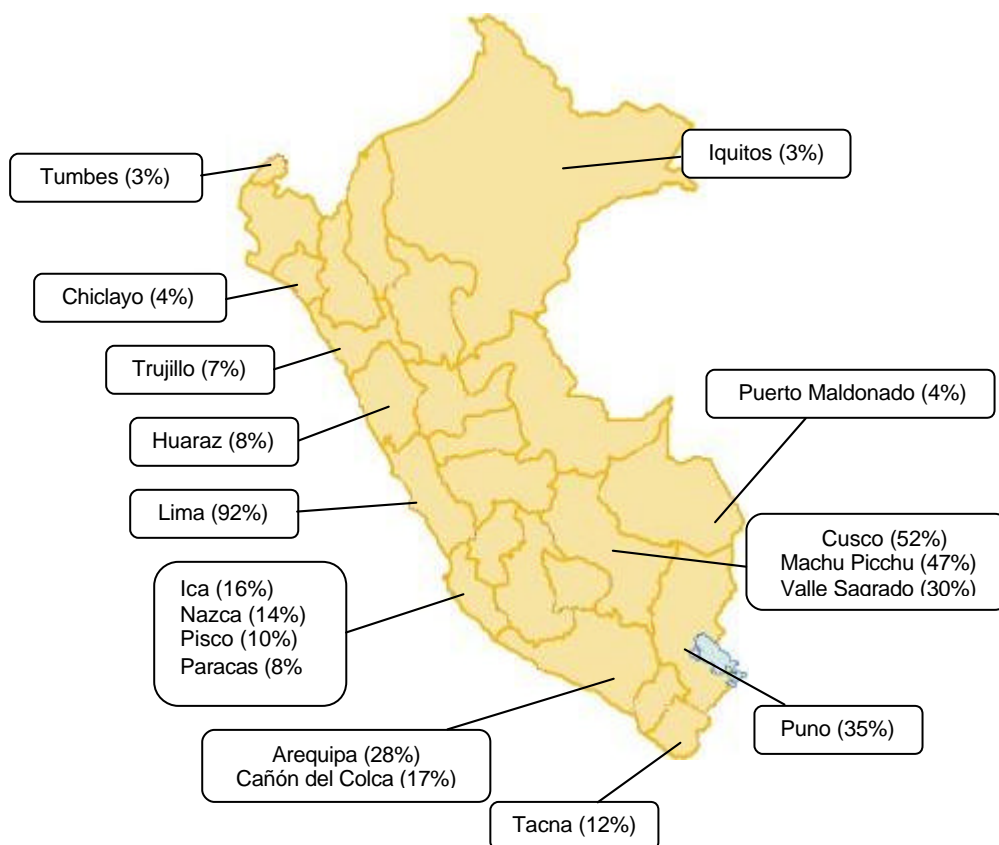 Iquitos (3%)
Tumbes (3%)
Chiclayo (4%)
Trujillo (7%)
Puerto Maldonado (4%)
Huaraz (8%)
Lima (92%)
Cusco (52%)
Machu Picchu (47%)
Valle Sagrado (30%)
Ica (16%)
Nazca (14%)
Pisco (10%)
Paracas (8%
Puno (35%)
Arequipa (28%)
Cañón del Colca (17%)
Tacna (12%)